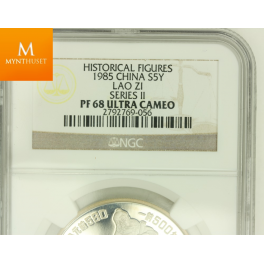 M
MYNTHUSET
HISTORICAL FIGURES
1985 CHINA S5Y
LAO ZI
SERIES II
PF 68 ULTRA CAMEO
2792769-056
NGC